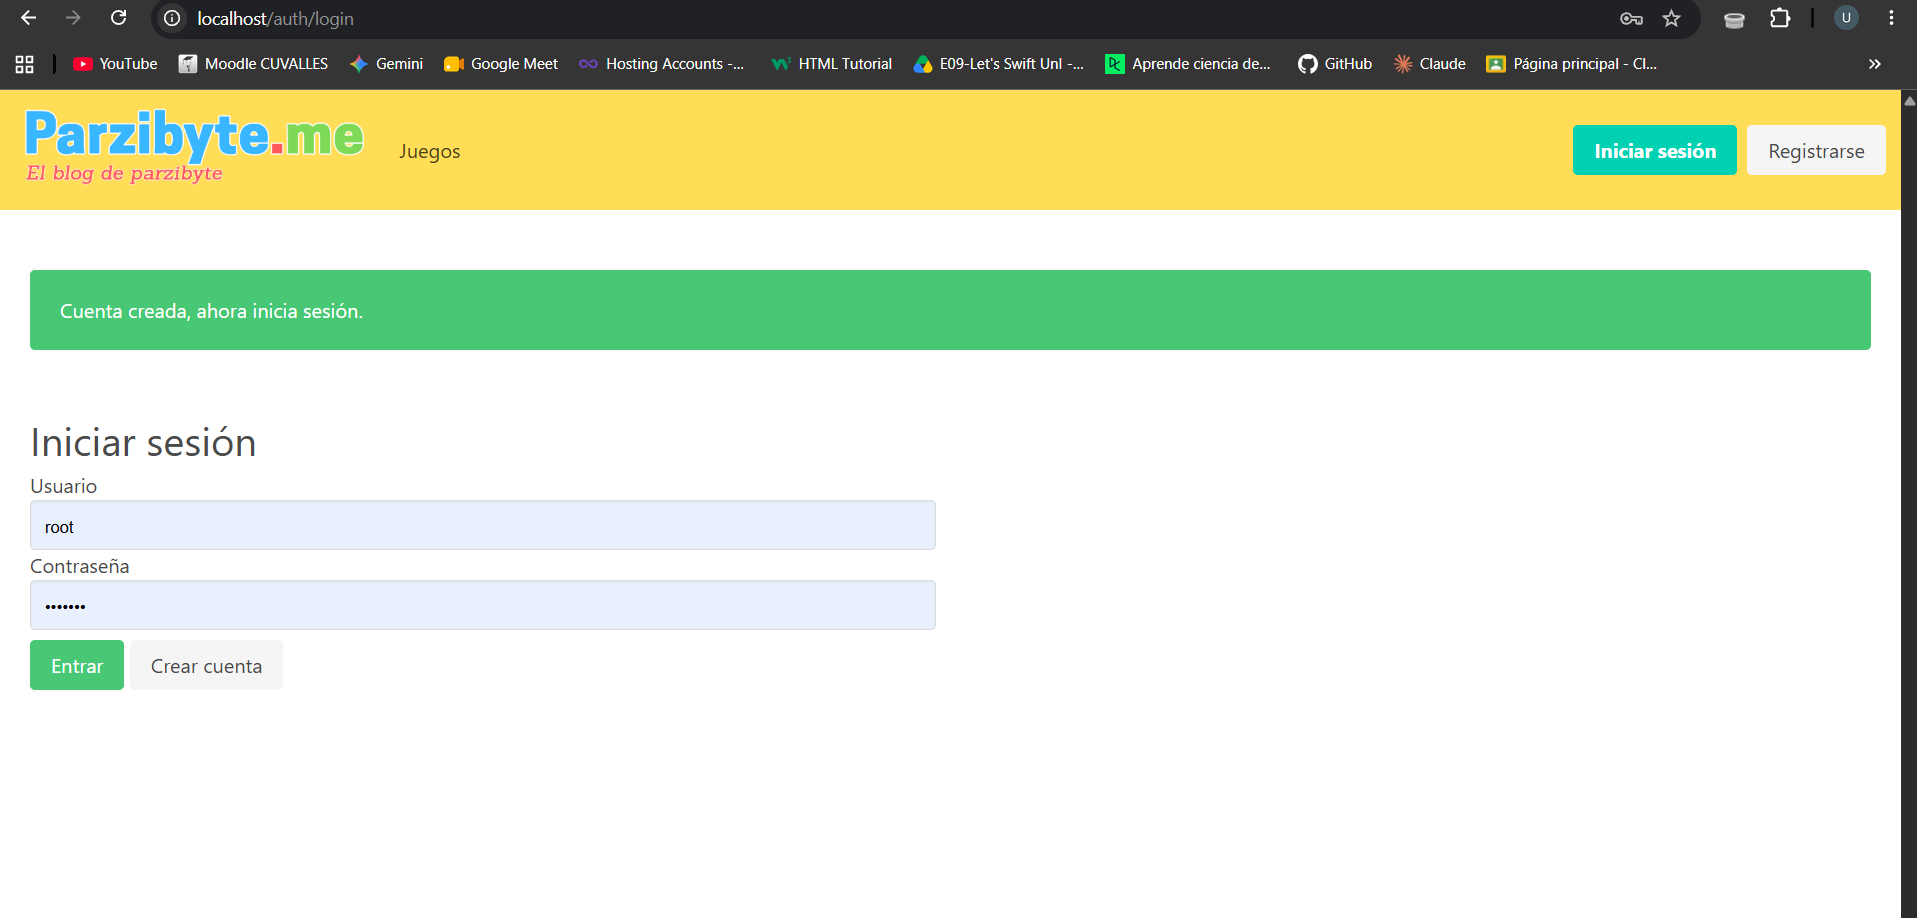 localhost/auth/login
U
YouTube
Moodle CUVALLES
Gemini
Google Meet
Hosting Accounts -...
HTML Tutorial
E09-Let's Swift UnI -...
Aprende ciencia de...
GitHub
Claude
Página principal - Cl...
Parzibyte.me
El blog de parzibyte
Juegos
Iniciar sesión
Registrarse
Cuenta creada, ahora inicia sesión.
Iniciar sesión
Usuario
root
Contraseña
•••••••
Entrar
Crear cuenta